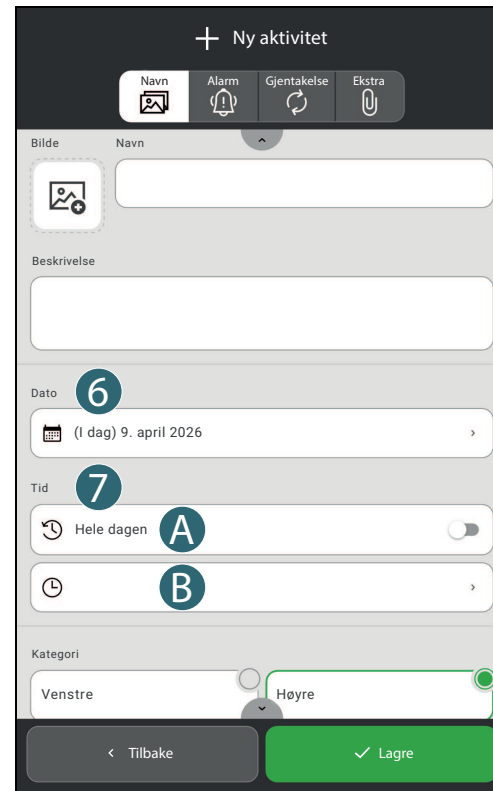 Ny aktivitet
Navn Alarm Gjentakelse Ekstra
Bilde Navn
Beskrivelse
Dato 6
(I dag) 9. april 2026
Tid 7
Hele dagen A
B
Kategori
Venstre Høyre
Tilbake Lagre